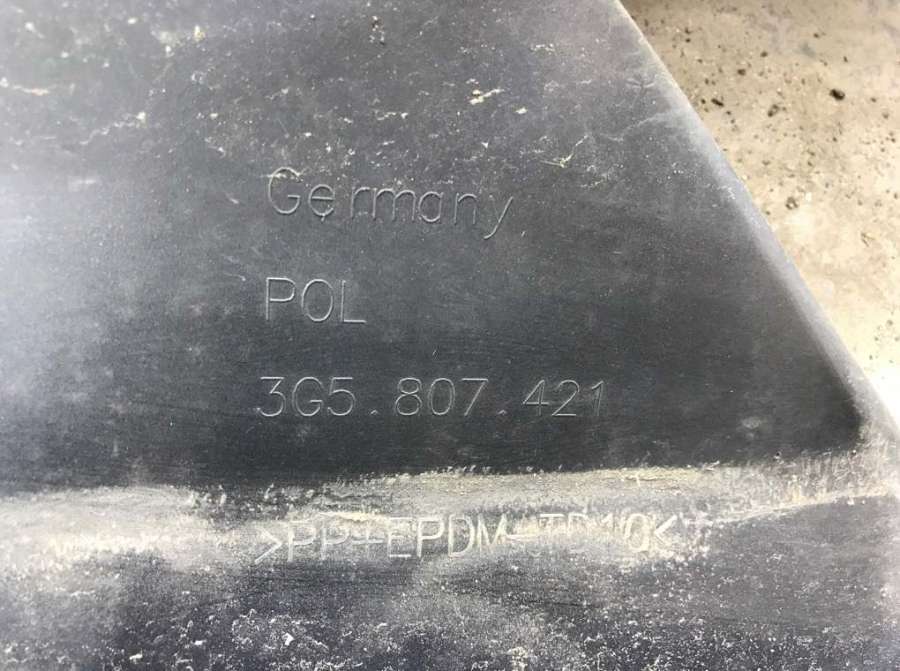 Germany
POL
3G5.807.421
>PP+EPDM-TD10<